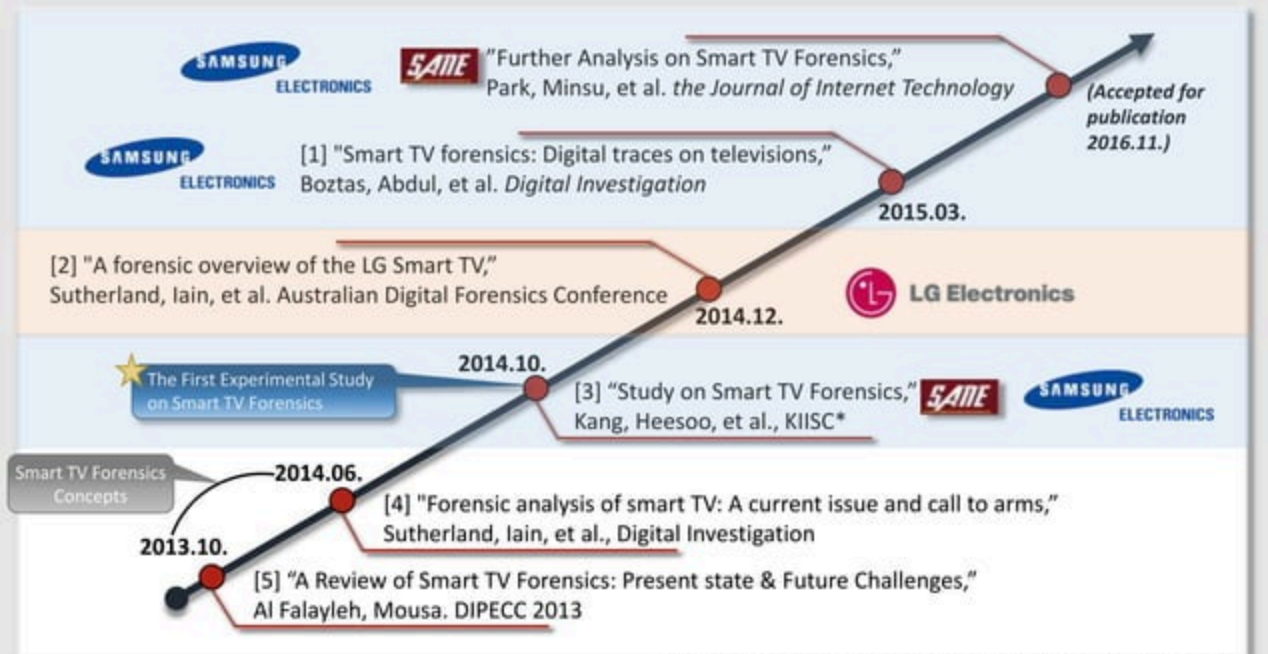 SAMSUNG
ELECTRONICS
SANE
"Further Analysis on Smart TV Forensics,"
Park, Minsu, et al. the Journal of Internet Technology
(Accepted for
publication
2016.11.)
SAMSUNG
ELECTRONICS
[1] "Smart TV forensics: Digital traces on televisions,"
Boztas, Abdul, et al. Digital Investigation
2015.03.
[2] "A forensic overview of the LG Smart TV,"
Sutherland, Iain, et al. Australian Digital Forensics Conference
2014.12.
LG Electronics
The First Experimental Study
on Smart TV Forensics
2014.10.
[3] “Study on Smart TV Forensics,”
Kang, Heesoo, et al., KIISC*
SANE
SAMSUNG
ELECTRONICS
Smart TV Forensics
Concepts
2014.06.
[4] "Forensic analysis of smart TV: A current issue and call to arms,”
Sutherland, Iain, et al., Digital Investigation
2013.10.
[5] “A Review of Smart TV Forensics: Present state & Future Challenges,”
Al Falayleh, Mousa. DIPECC 2013